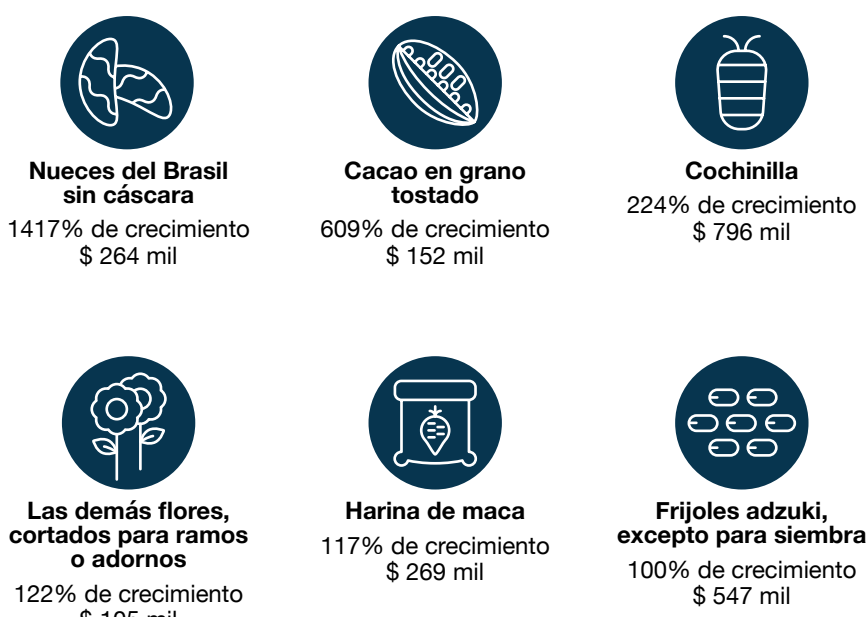 Nueces del Brasil
sin cáscara
1417% de crecimiento
$ 264 mil
Cacao en grano
tostado
609% de crecimiento
$ 152 mil
Cochinilla
224% de crecimiento
$ 796 mil
Las demás flores,
cortados para ramos
o adornos
122% de crecimiento
Harina de maca
117% de crecimiento
$ 269 mil
Frijoles adzuki,
excepto para siembra
100% de crecimiento
$ 547 mil